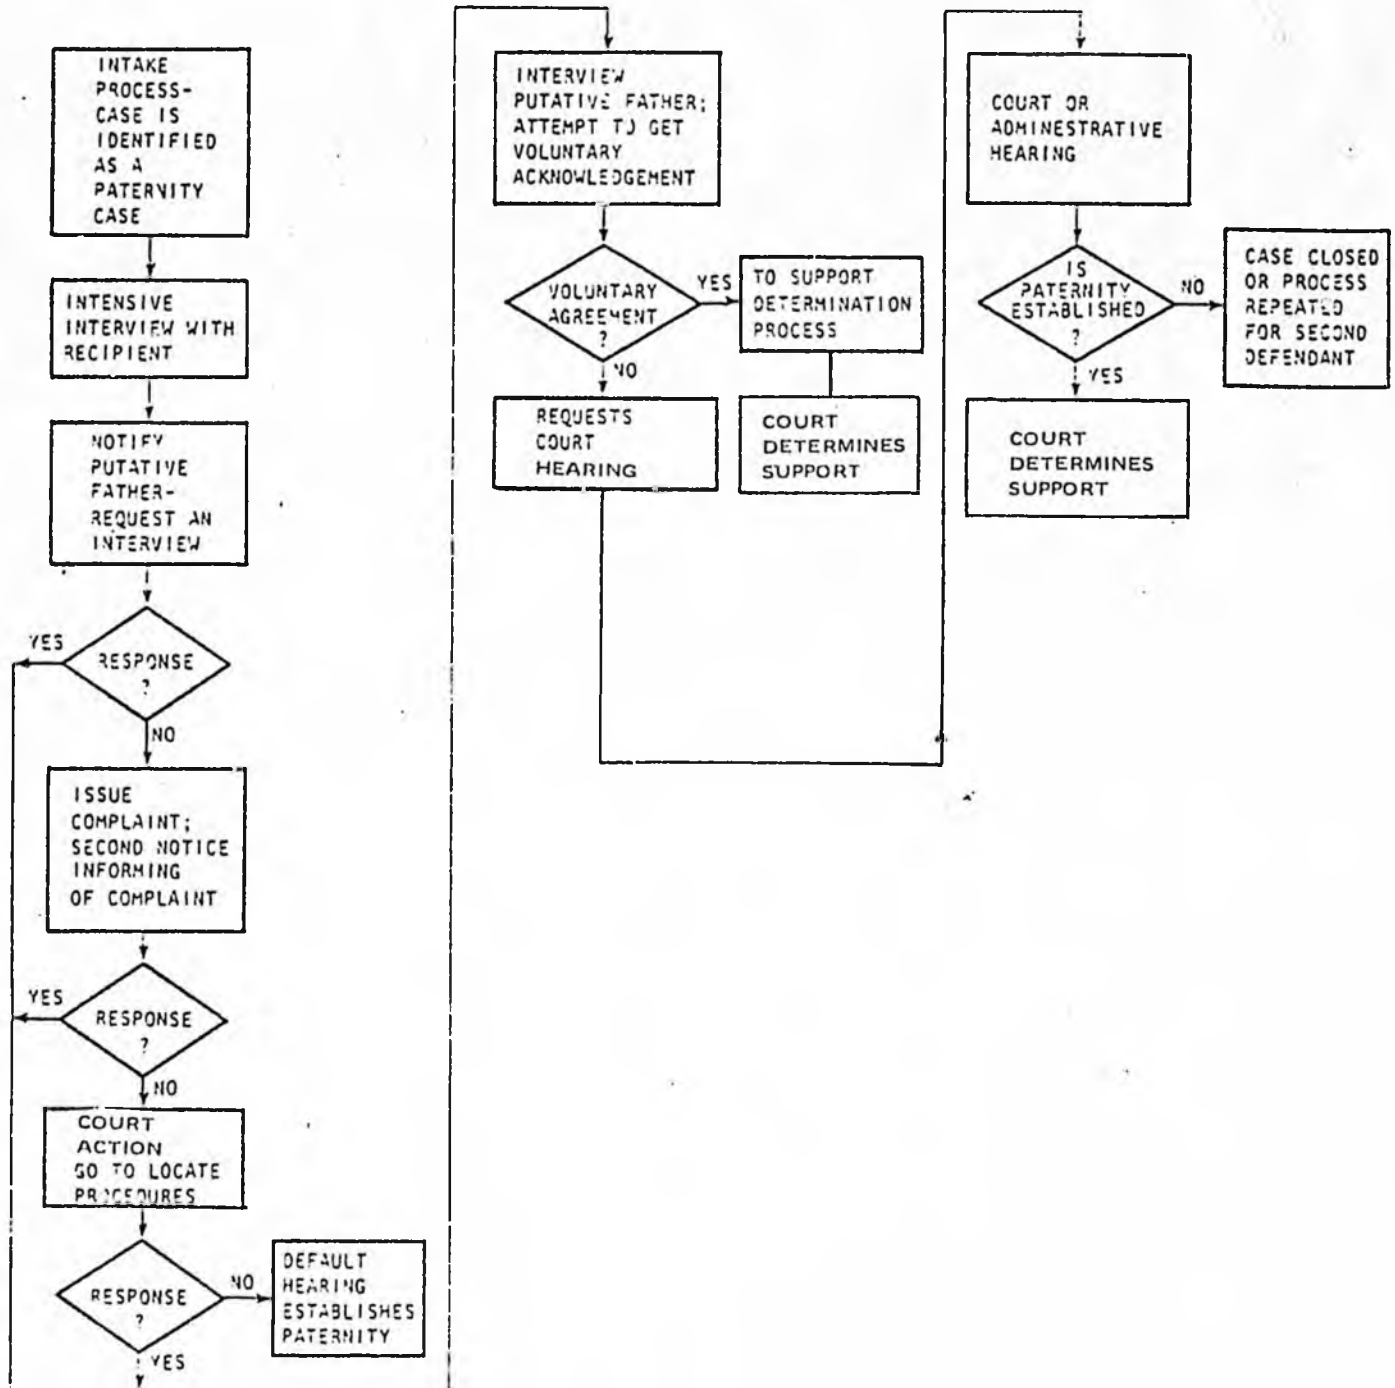 INTAKE
PROCESS-
CASE IS
IDENTIFIED
AS A
PATERNITY
CASE
INTENSIVE
INTERVIEW WITH
RECIPIENT
NOTIFY
PUTATIVE
FATHER-
REQUEST AN
INTERVIEW
YES
RESPONSE
?
NO
ISSUE
COMPLAINT;
SECOND NOTICE
INFORMING
OF COMPLAINT
YES
RESPONSE
?
NO
COURT
ACTION
GO TO LOCATE
PROCEDURES
RESPONSE
?
NO
YES
DEFAULT
HEARING
ESTABLISHES
PATERNITY
INTERVIEW
PUTATIVE FATHER;
ATTEMPT TO GET
VOLUNTARY
ACKNOWLEDGEMENT
VOLUNTARY
AGREEMENT
?
YES
NO
TO SUPPORT
DETERMINATION
PROCESS
COURT
DETERMINES
SUPPORT
REQUESTS
COURT
HEARING
COURT OR
ADMINESTRATIVE
HEARING
IS
PATERNITY
ESTABLISHED
?
NO
YES
CASE CLOSED
OR PROCESS
REPEATED
FOR SECOND
DEFENDANT
COURT
DETERMINES
SUPPORT